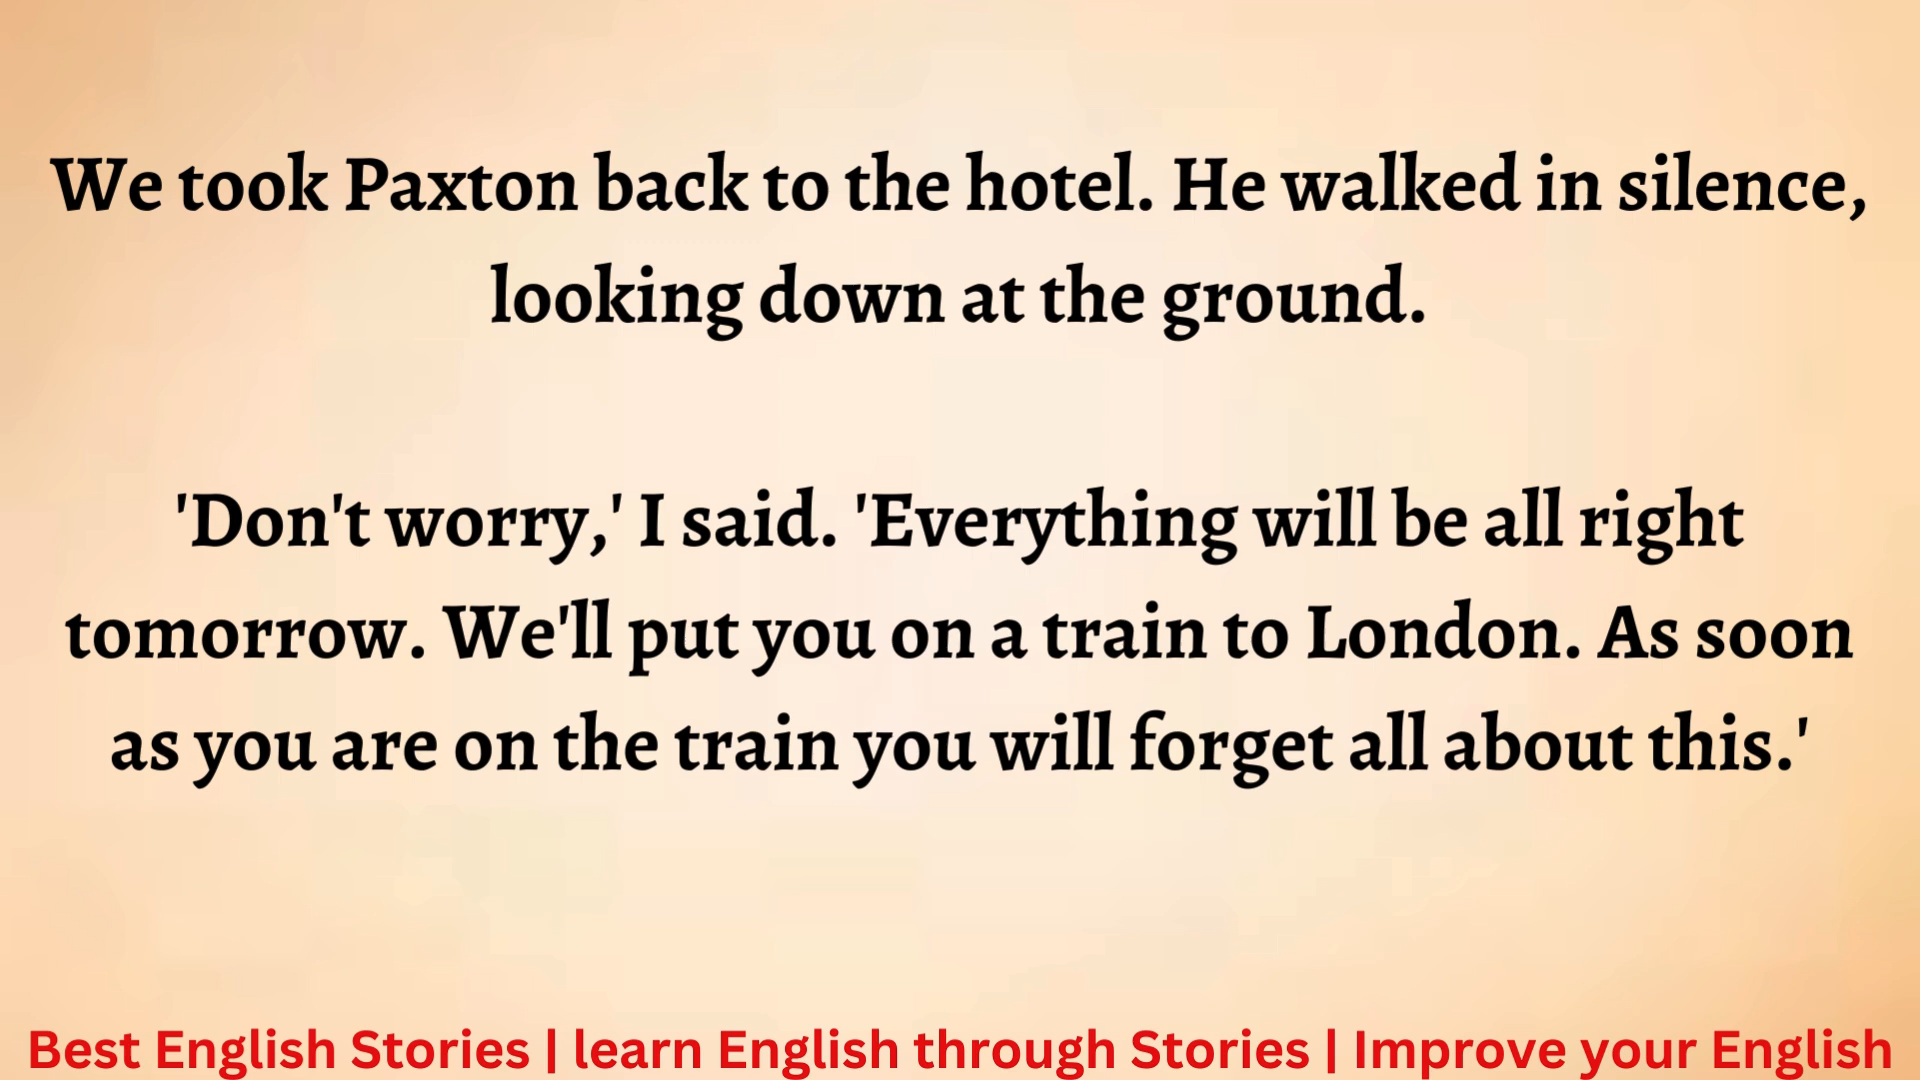 We took Paxton back to the hotel. He walked in silence,
looking down at the ground.
'Don't worry,' I said. 'Everything will be all right
tomorrow. We'll put you on a train to London. As soon
as you are on the train you will forget all about this.'
Best English Stories | learn English through Stories | Improve your English